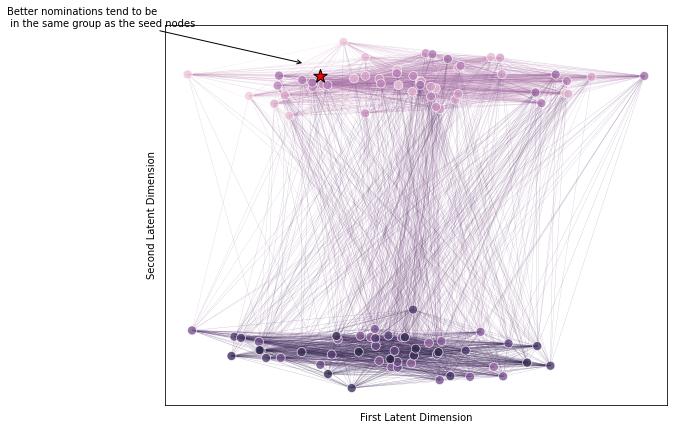 Better nominations tend to be
in the same group as the seed nodes
Second Latent Dimension
First Latent Dimension